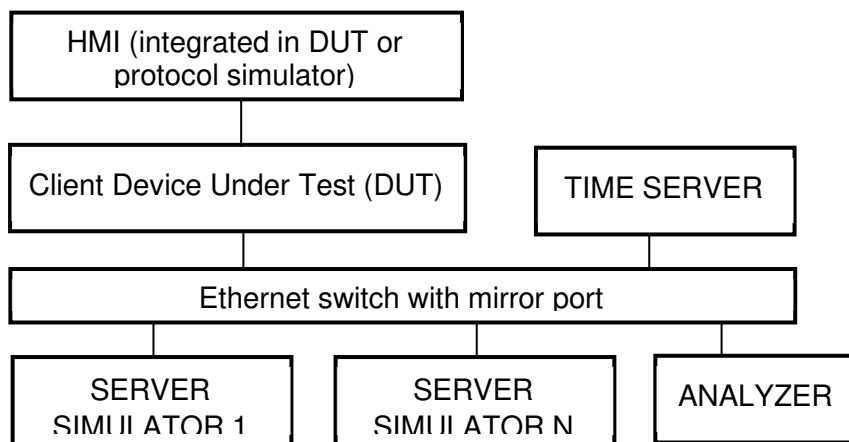 HMI (integrated in DUT or
protocol simulator)
Client Device Under Test (DUT)
TIME SERVER
Ethernet switch with mirror port
SERVER
SIMULATOR 1
SERVER
SIMULATOR N
ANALYZER